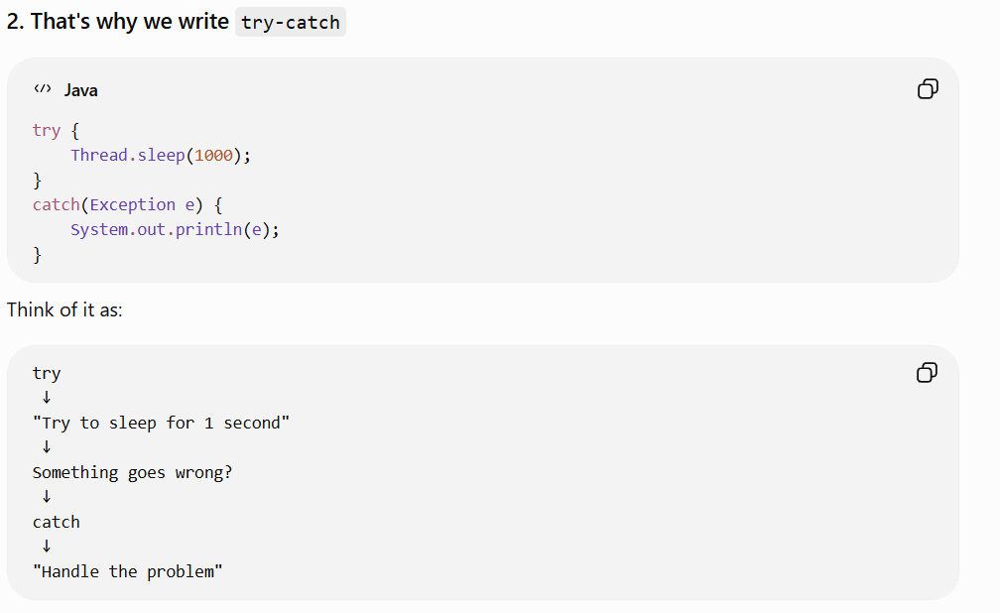 2. That's why we write try-catch
Java
try {
    Thread.sleep(1000);
}
catch(Exception e) {
    System.out.println(e);
}
Think of it as:
try
↓
"Try to sleep for 1 second"
↓
Something goes wrong?
↓
catch
↓
"Handle the problem"